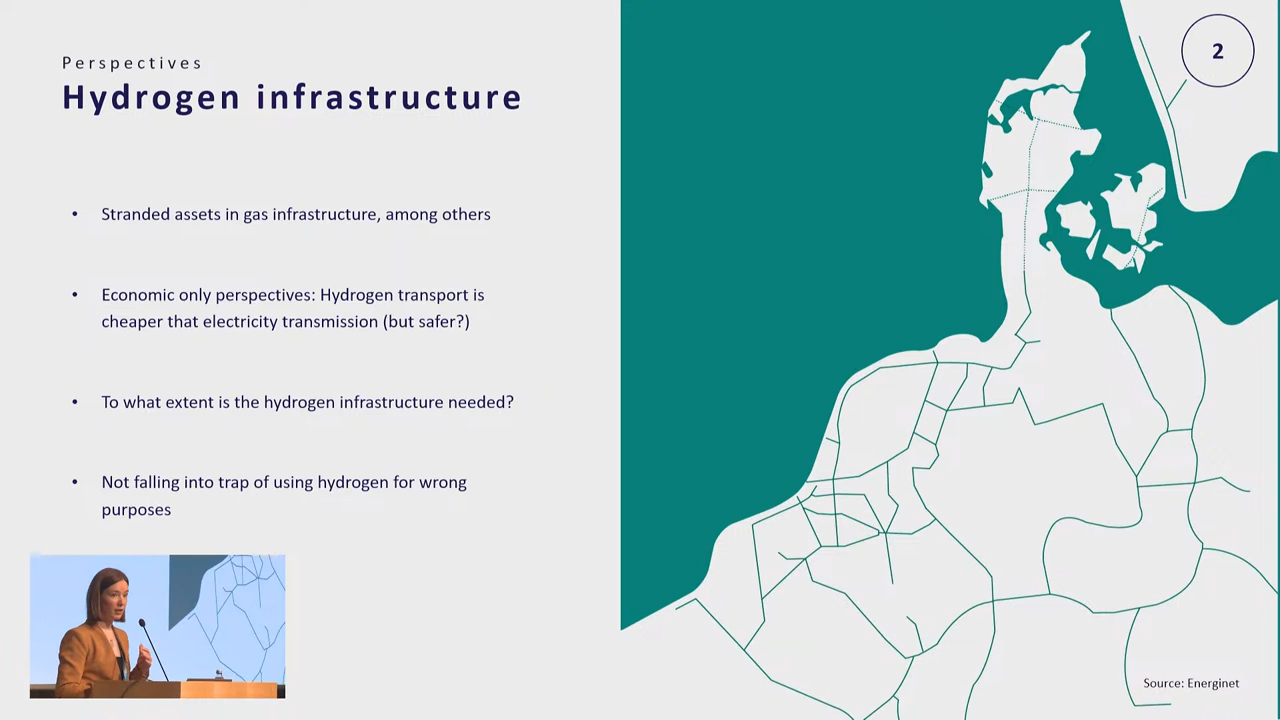 Perspectives
Hydrogen infrastructure
2
• Stranded assets in gas infrastructure, among others
• Economic only perspectives: Hydrogen transport is
cheaper that electricity transmission (but safer?)
• To what extent is the hydrogen infrastructure needed?
• Not falling into trap of using hydrogen for wrong
purposes
Source: Energinet